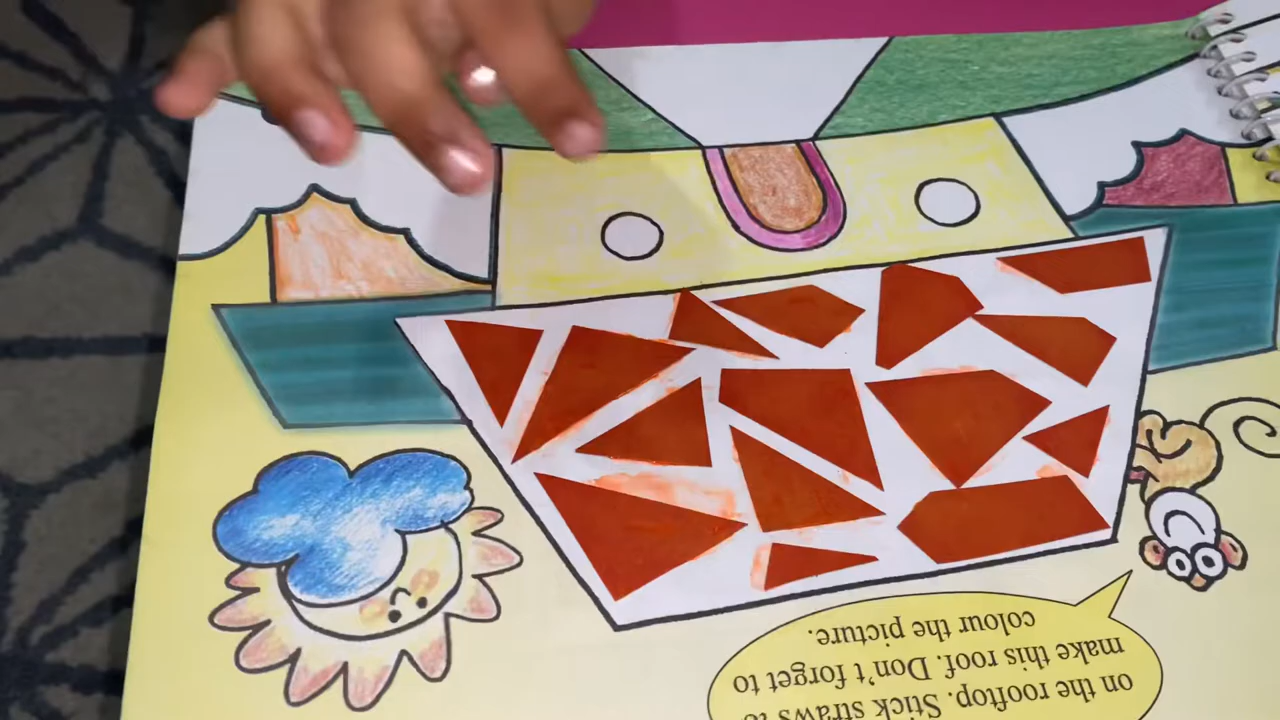 on the rooftop. Stick straws to
make this roof. Don't forget to
colour the picture.